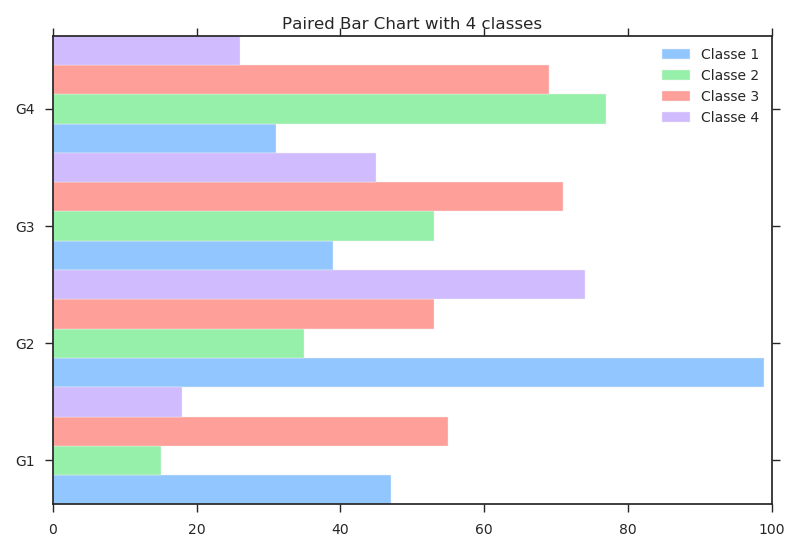 Paired Bar Chart with 4 classes
Classe 1
Classe 2
Classe 3
Classe 4
G4
G3
G2
G1
0 20 40 60 80 100